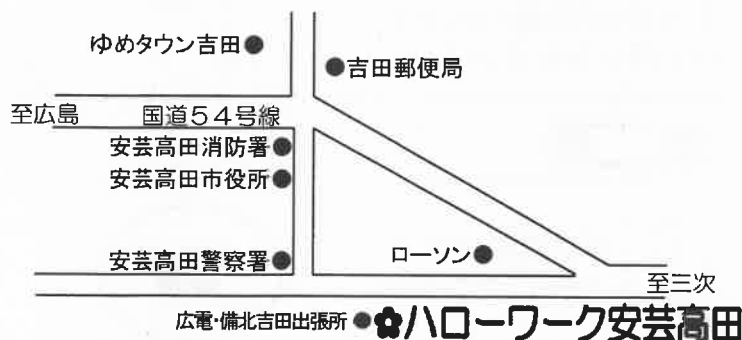 ゆめタウン吉田
吉田郵便局
至広島
国道54号線
安芸高田消防署
安芸高田市役所
安芸高田警察署
ローソン
至三次
広電・備北吉田出張所
ハローワーク安芸高田